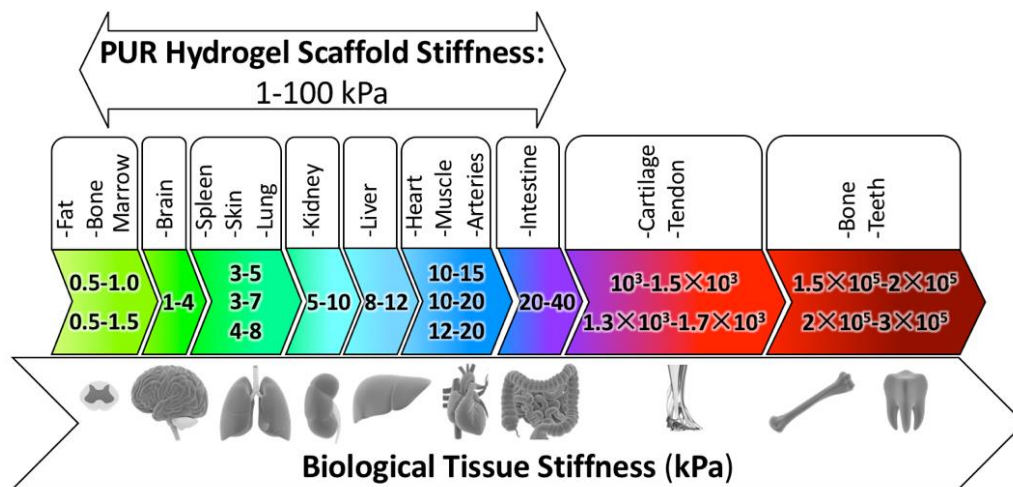 PUR Hydrogel Scaffold Stiffness:
1-100 kPa
-Fat
-Bone
Marrow
-Brain
-Spleen
-Skin
-Lung
-Kidney
-Liver
-Heart
-Muscle
-Arteries
-Intestine
-Cartilage
-Tendon
-Bone
-Teeth
0.5-1.0
0.5-1.5
1-4
3-5
3-7
4-8
5-10
8-12
10-15
10-20
12-20
20-40
10³-1.5×10³
1.3×10³-1.7×10³
1.5×10⁵-2×10⁵
2×10⁵-3×10⁵
Biological Tissue Stiffness (kPa)